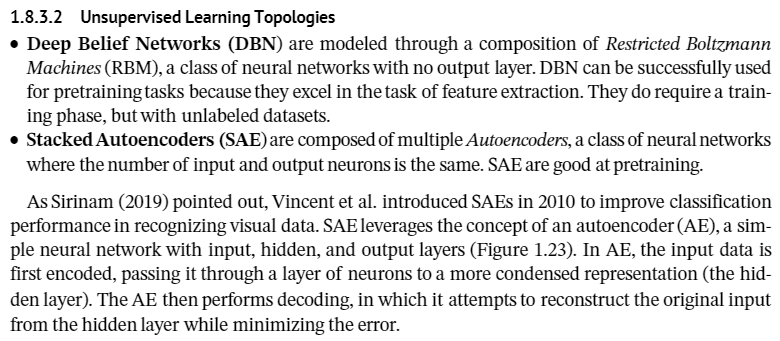 1.8.3.2 Unsupervised Learning Topologies
• Deep Belief Networks (DBN) are modeled through a composition of Restricted Boltzmann
Machines (RBM), a class of neural networks with no output layer. DBN can be successfully used
for pretraining tasks because they excel in the task of feature extraction. They do require a train-
ing phase, but with unlabeled datasets.
• Stacked Autoencoders (SAE) are composed of multiple Autoencoders, a class of neural networks
where the number of input and output neurons is the same. SAE are good at pretraining.
As Sirinam (2019) pointed out, Vincent et al. introduced SAEs in 2010 to improve classification
performance in recognizing visual data. SAE leverages the concept of an autoencoder (AE), a sim-
ple neural network with input, hidden, and output layers (Figure 1.23). In AE, the input data is
first encoded, passing it through a layer of neurons to a more condensed representation (the hid-
den layer). The AE then performs decoding, in which it attempts to reconstruct the original input
from the hidden layer while minimizing the error.